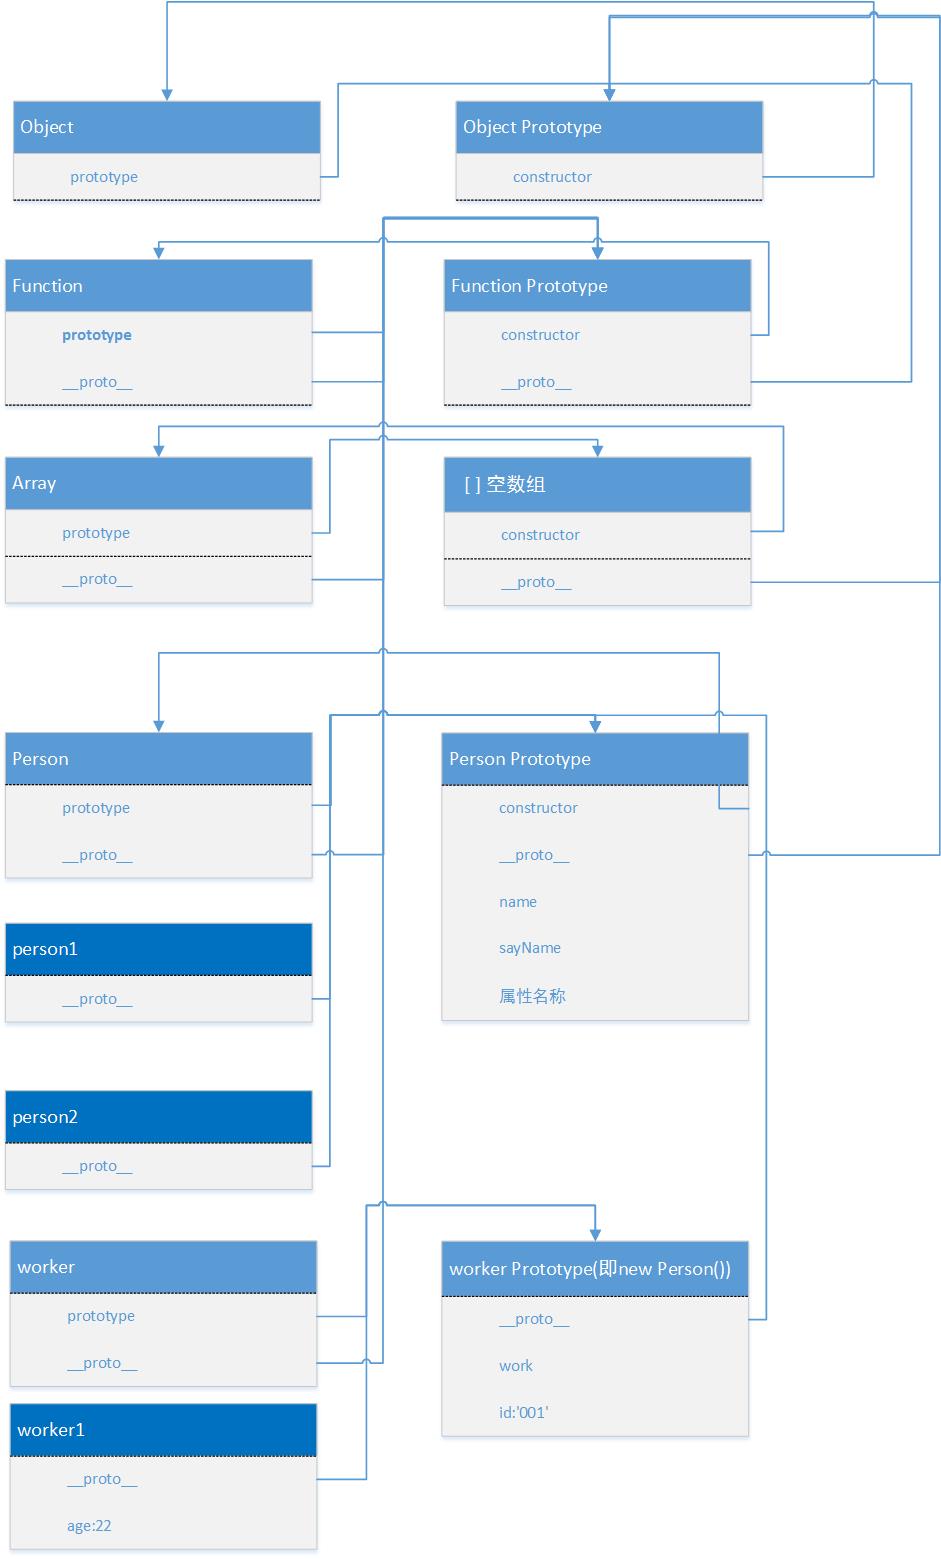 Object
prototype
Object Prototype
constructor
Function
prototype
__proto__
Function Prototype
constructor
__proto__
Array
prototype
__proto__
[ ] 空数组
constructor
__proto__
Person
prototype
__proto__
Person Prototype
constructor
__proto__
name
sayName
属性名称
person1
__proto__
person2
__proto__
worker
prototype
__proto__
worker Prototype(即new Person())
__proto__
work
id:'001'
worker1
__proto__
age:22